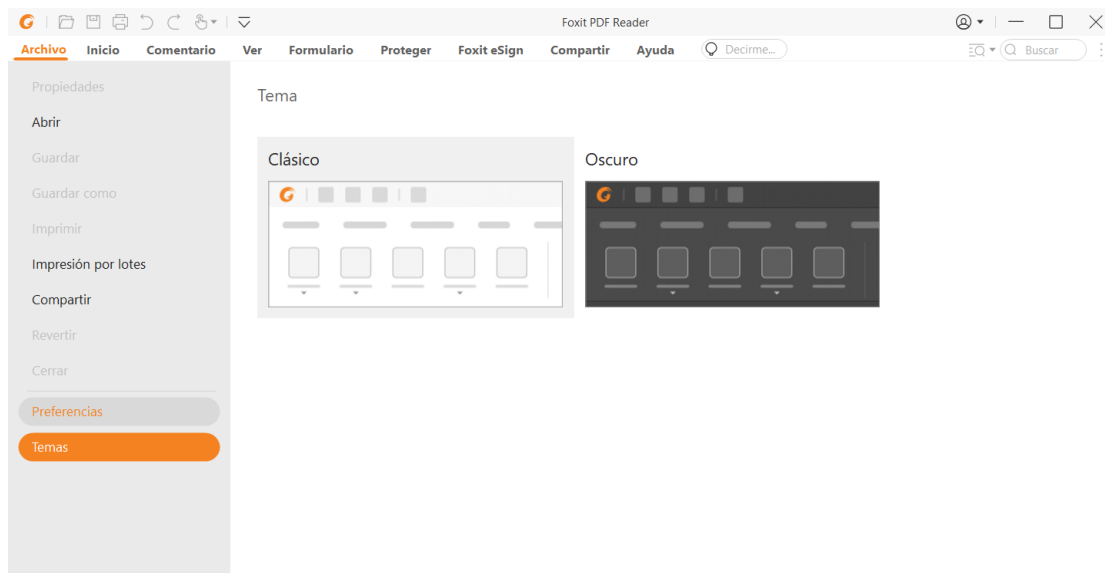 Foxit PDF Reader
Archivo Inicio Comentario Ver Formulario Proteger Foxit eSign Compartir Ayuda Decirme... Buscar
Propiedades
Abrir
Guardar
Guardar como
Imprimir
Impresión por lotes
Compartir
Revertir
Cerrar
Preferencias
Temas
Tema
Clásico
Oscuro